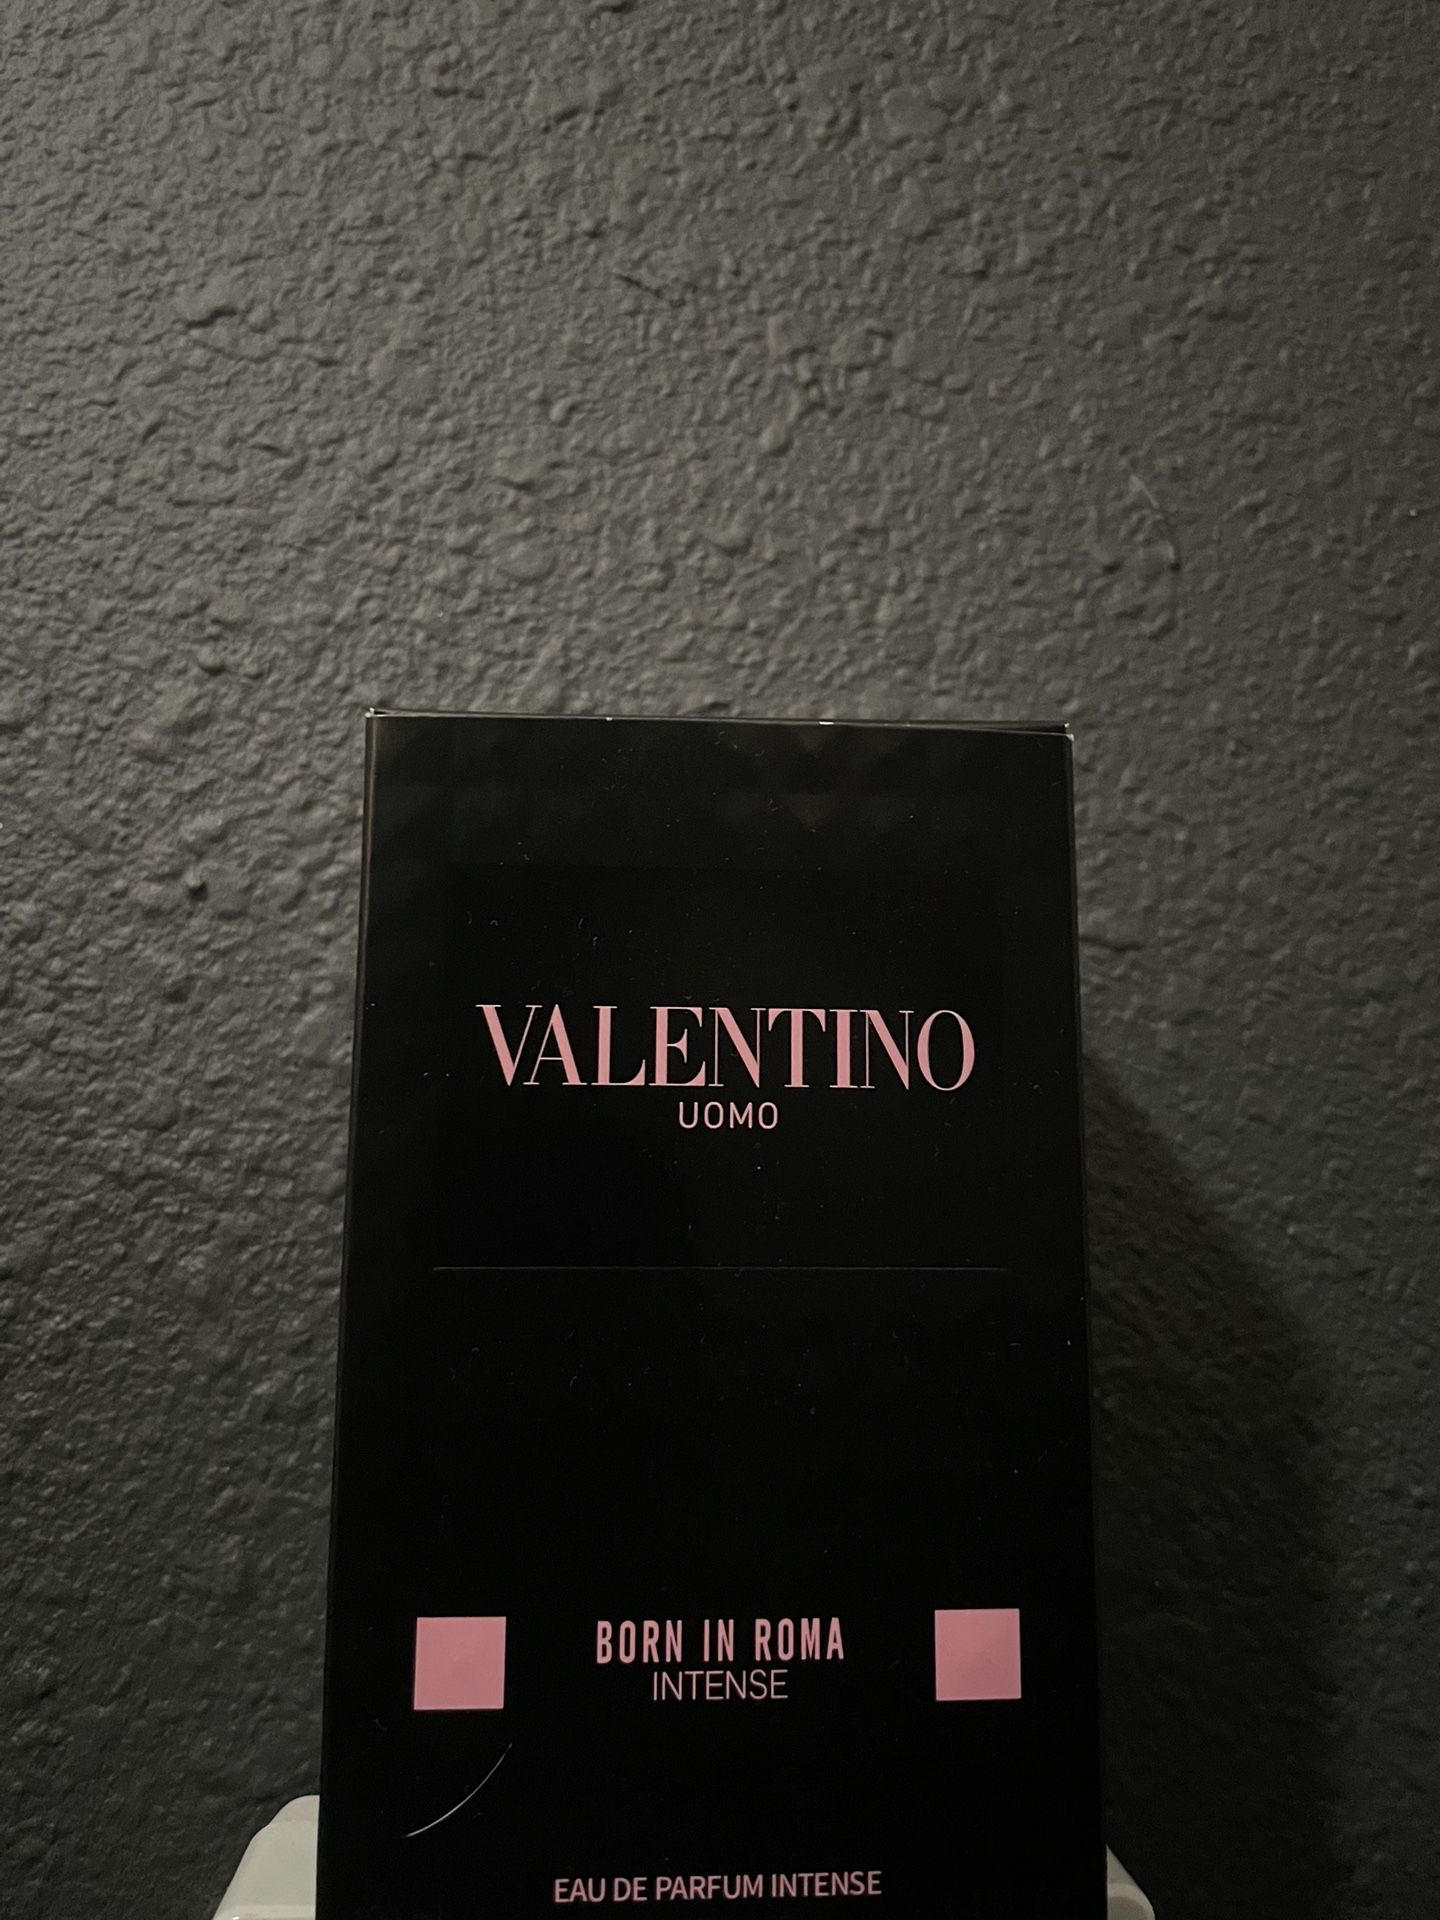 VALENTINO
UOMO
BORN IN ROMA
INTENSE
EAU DE PARFUM INTENSE